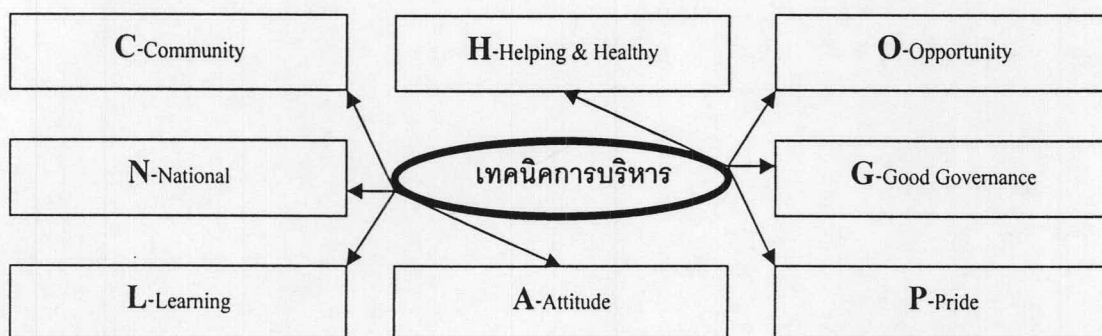 C-Community
H-Helping & Healthy
O-Opportunity
N-National
เทคนิคการบริหาร
G-Good Governance
L-Learning
A-Attitude
P-Pride